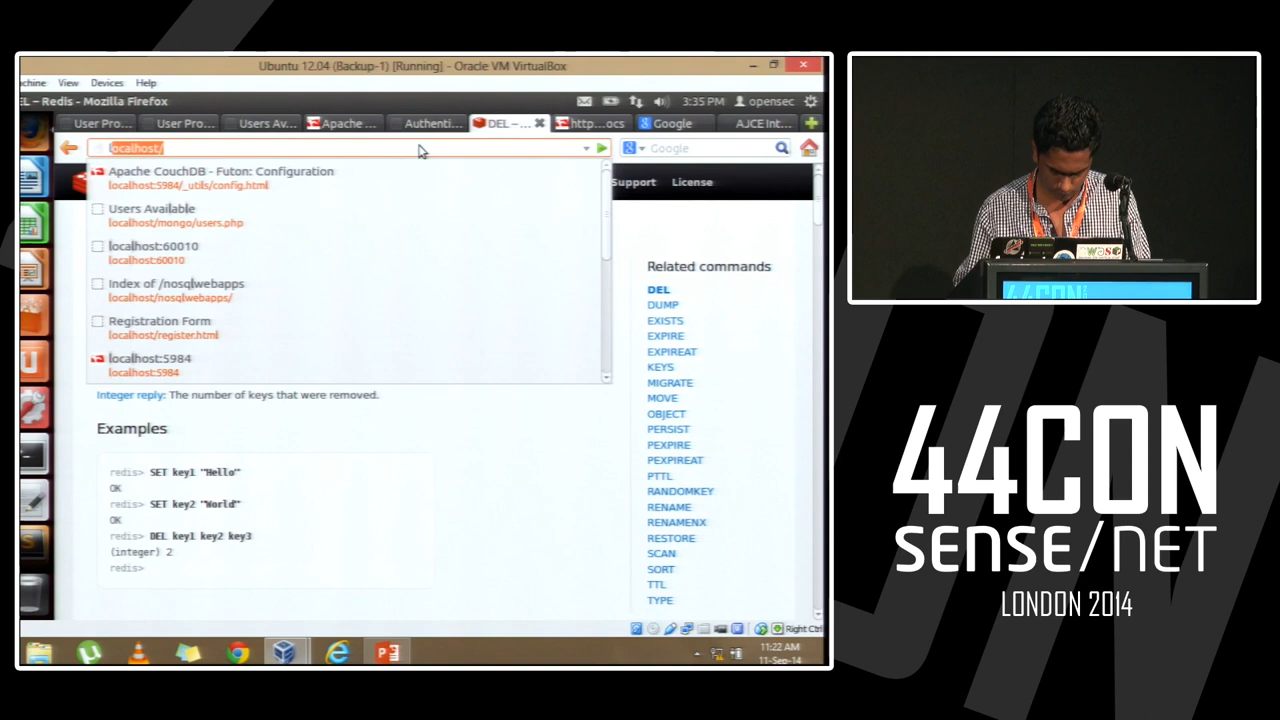 Ubuntu 12.04 (Backup-1) [Running] - Oracle VM VirtualBox
chine View Devices Help
EL – Redis - Mozilla Firefox
3:35 PM opensec
User Pro... User Pro... Users Av... Apache ... Authenti... DEL – ... http...ocs Google AJCE Int...
localhost/
Google
Support License
Apache CouchDB - Futon: Configuration
localhost:5984/_utils/config.html
Users Available
localhost/mongo/users.php
localhost:60010
localhost:60010
Index of /nosqlwebapps/
localhost/nosqlwebapps/
Registration Form
localhost/register.html
localhost:5984
localhost:5984
Integer reply: The number of keys that were removed.
Examples
redis> SET key1 "Hello"
OK
redis> SET key2 "World"
OK
redis> DEL key1 key2 key3
(integer) 2
redis>
Related commands
DEL
DUMP
EXISTS
EXPIRE
EXPIREAT
KEYS
MIGRATE
MOVE
OBJECT
PERSIST
PEXPIRE
PEXPIREAT
PTTL
RANDOMKEY
RENAME
RENAMENX
RESTORE
SCAN
SORT
TTL
TYPE
Right Ctrl
11:22 AM
11-Sep-14
44CON
44CON
SENSE/NET
LONDON 2014